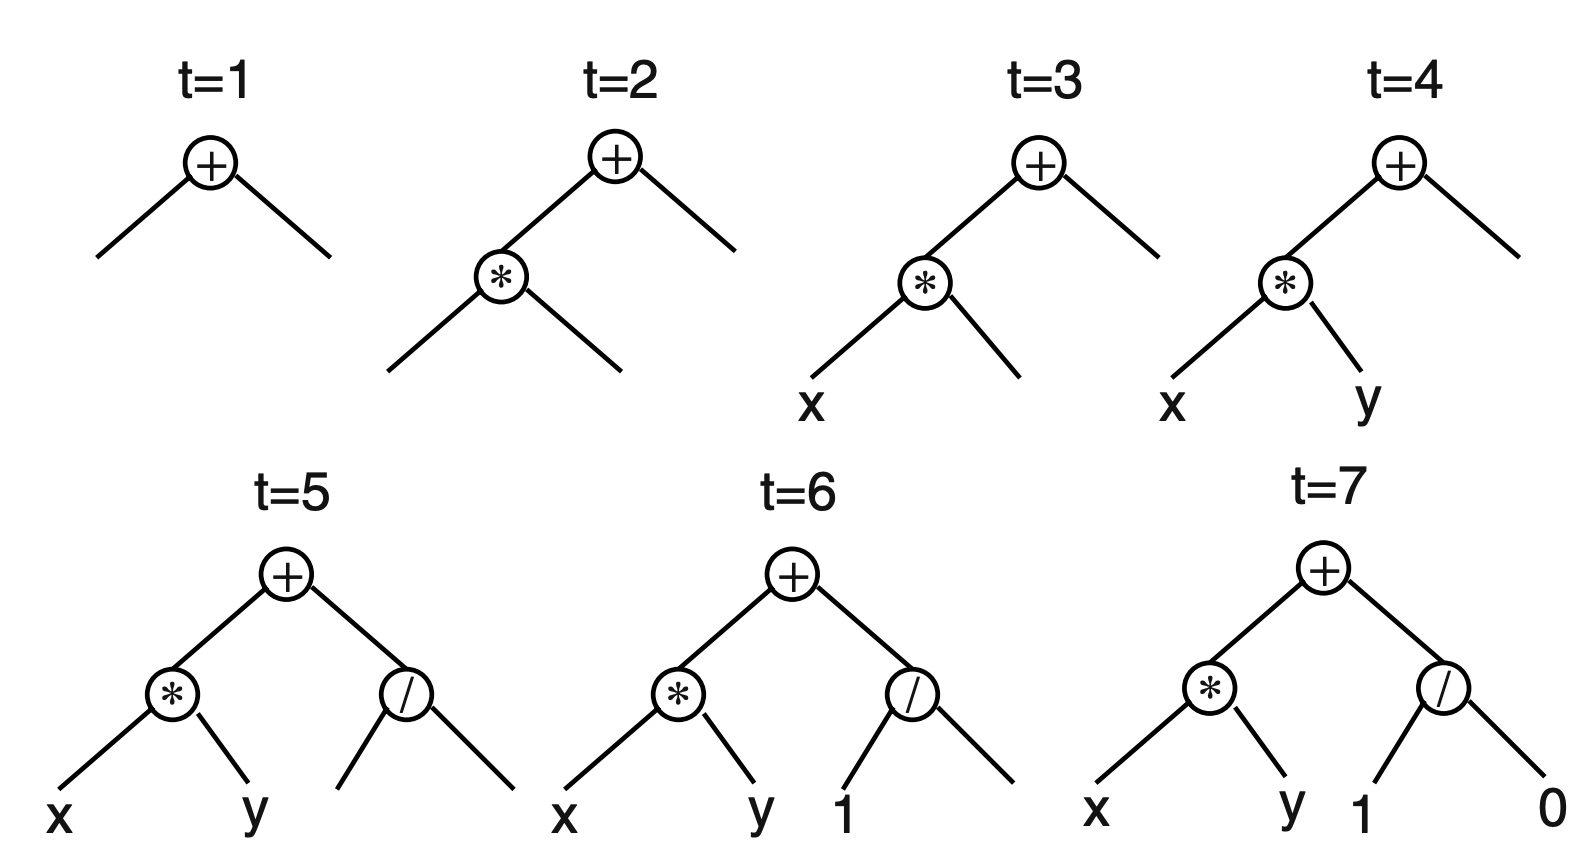 t=1 t=2 t=3 t=4
+ + + +
* * *
x x y
t=5 t=6 t=7
+ + +
* / * / * /
x y x y 1 x y 1 0